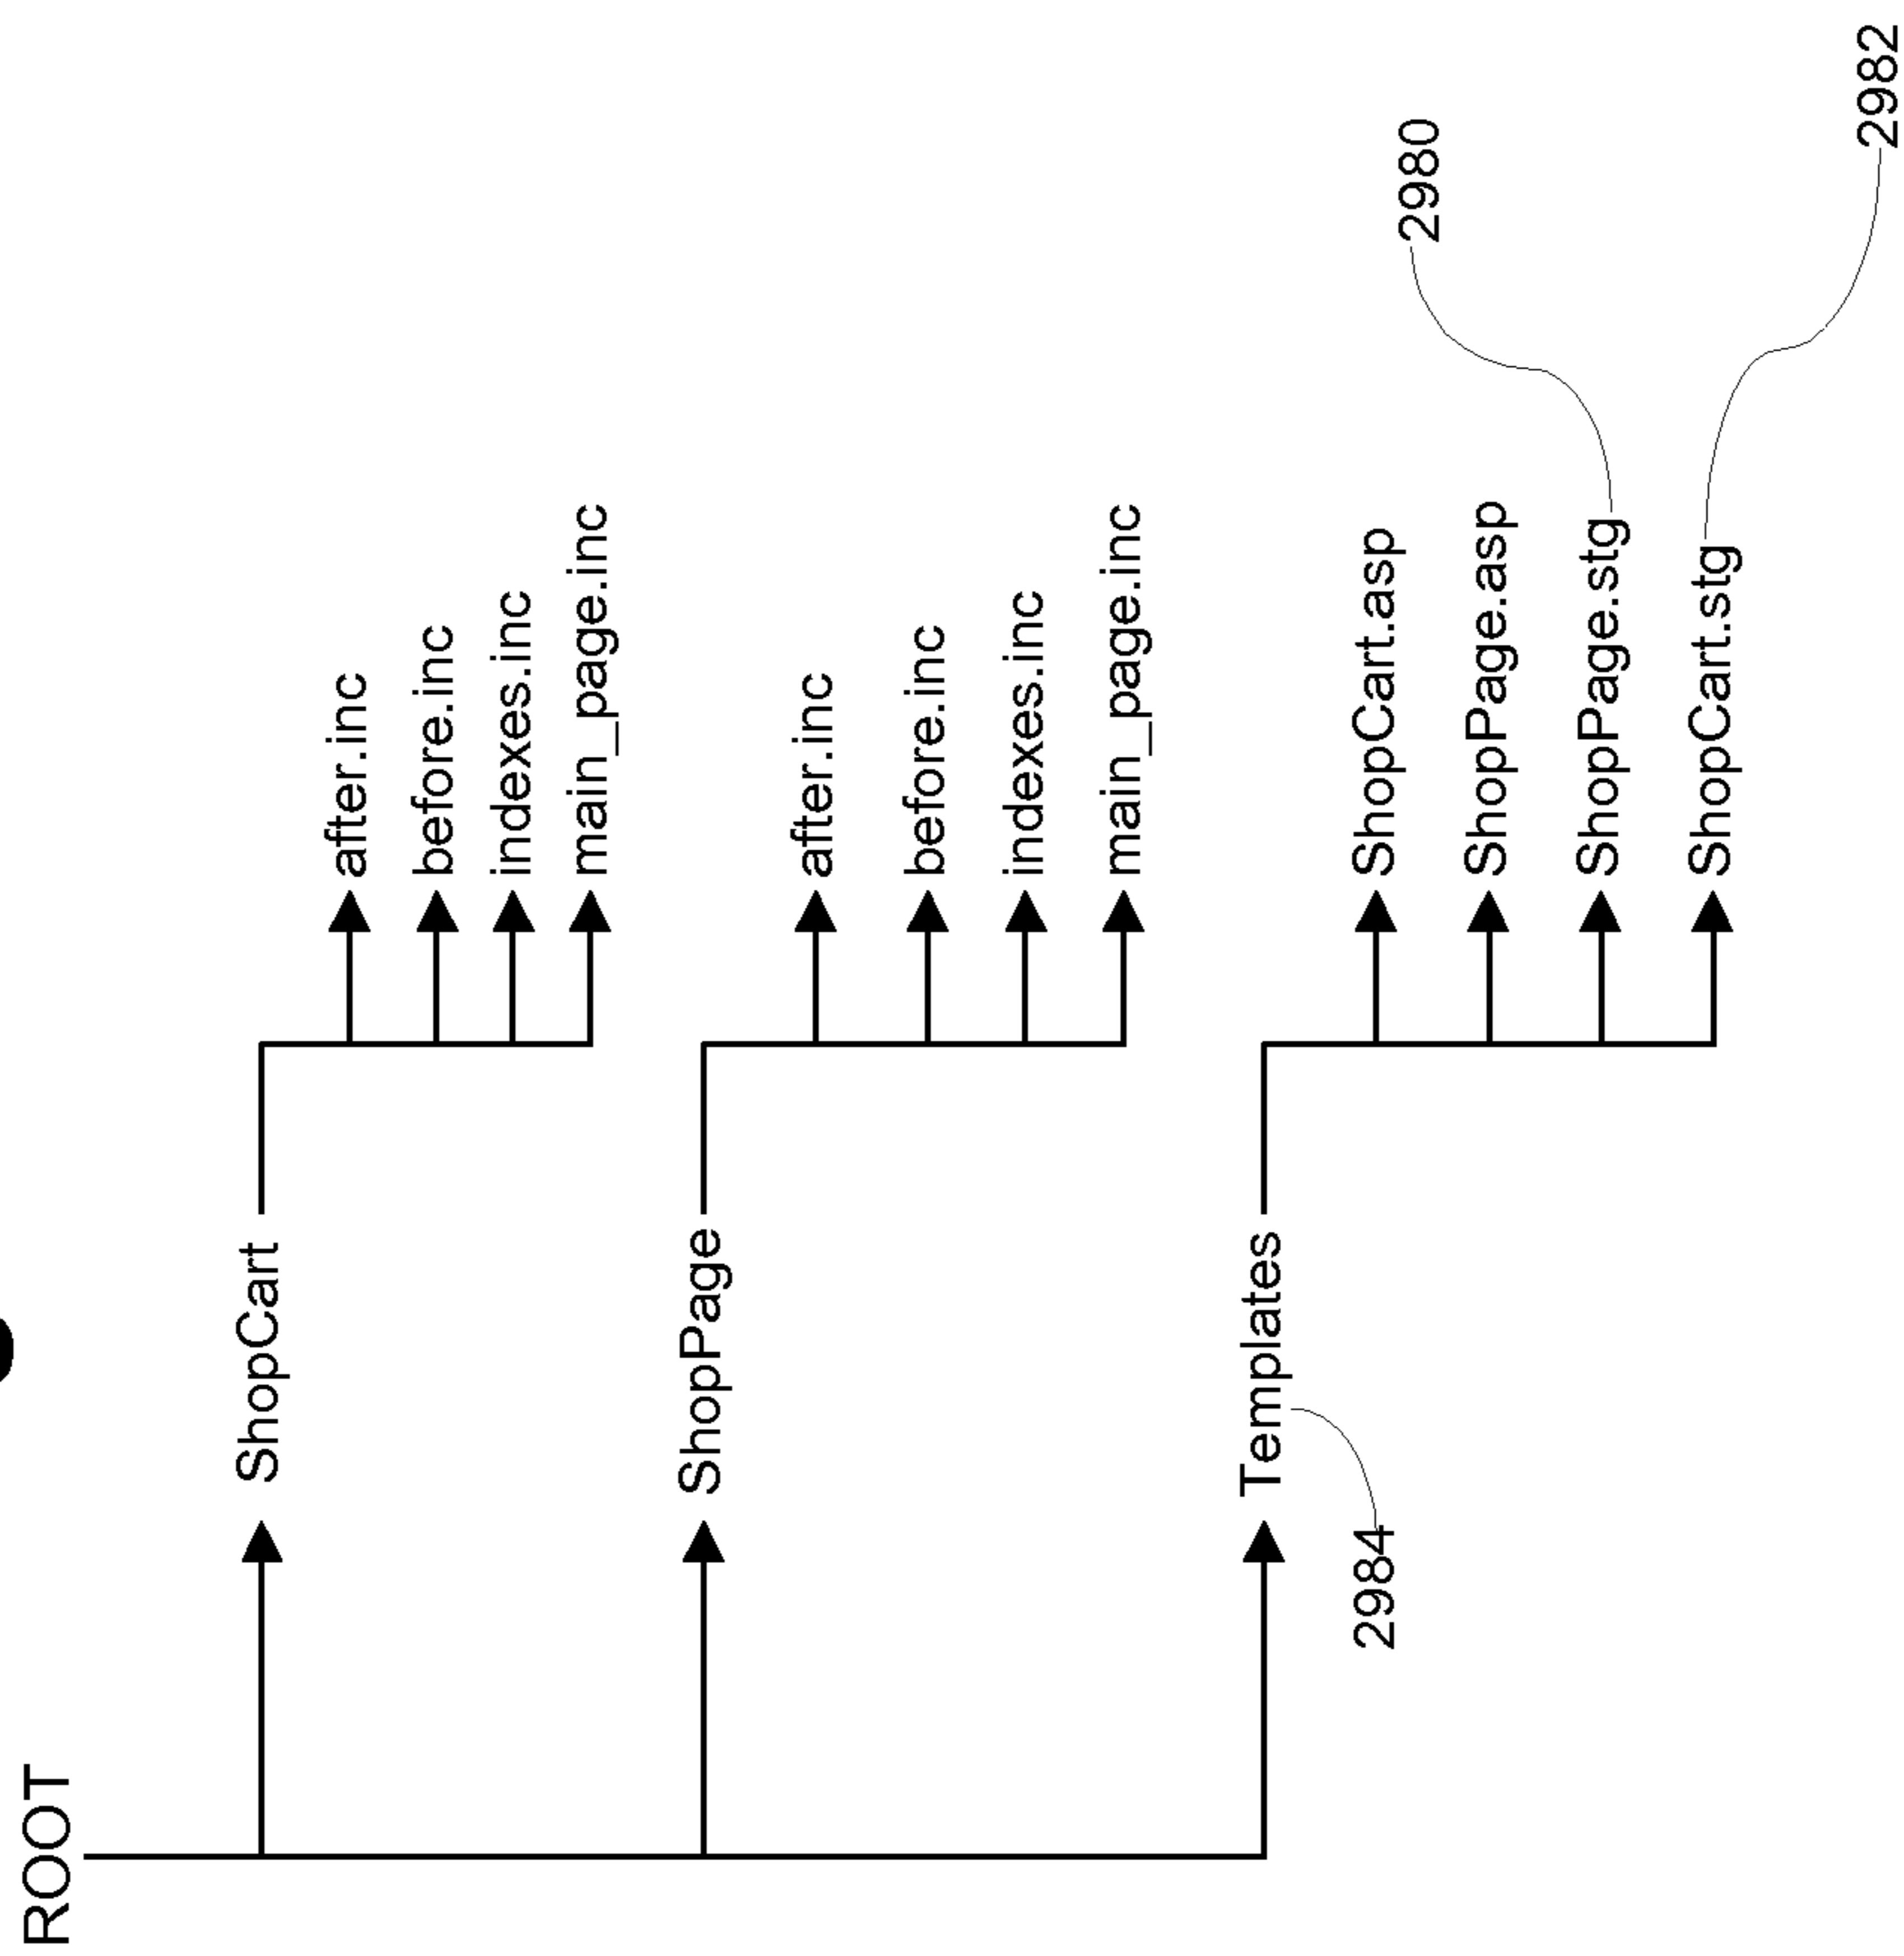 ROOT
ShopCart
after.inc
before.inc
indexes.inc
main_page.inc
ShopPage
after.inc
before.inc
indexes.inc
main_page.inc
Templates
2984
ShopCart.asp
ShopPage.asp
ShopPage.stg
2980
ShopCart.stg
2982